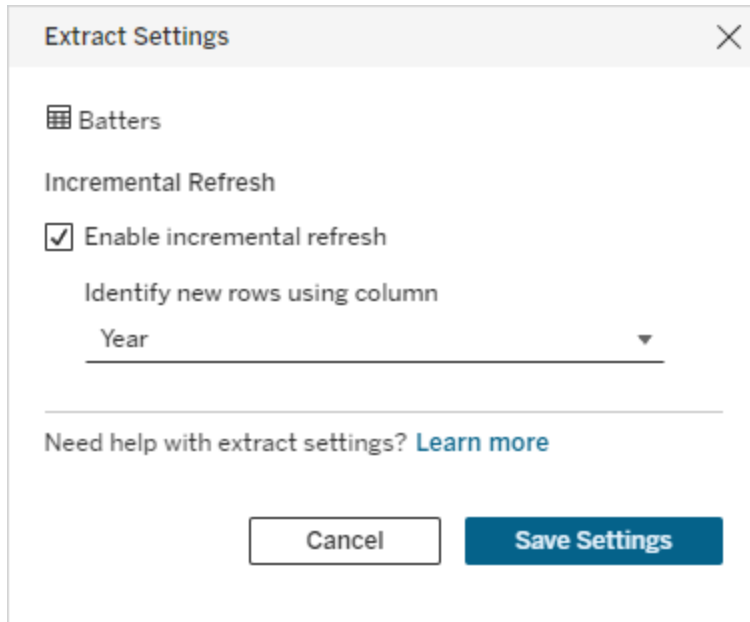 Extract Settings
Batters
Incremental Refresh
Enable incremental refresh
Identify new rows using column
Year
Need help with extract settings? Learn more
Cancel Save Settings